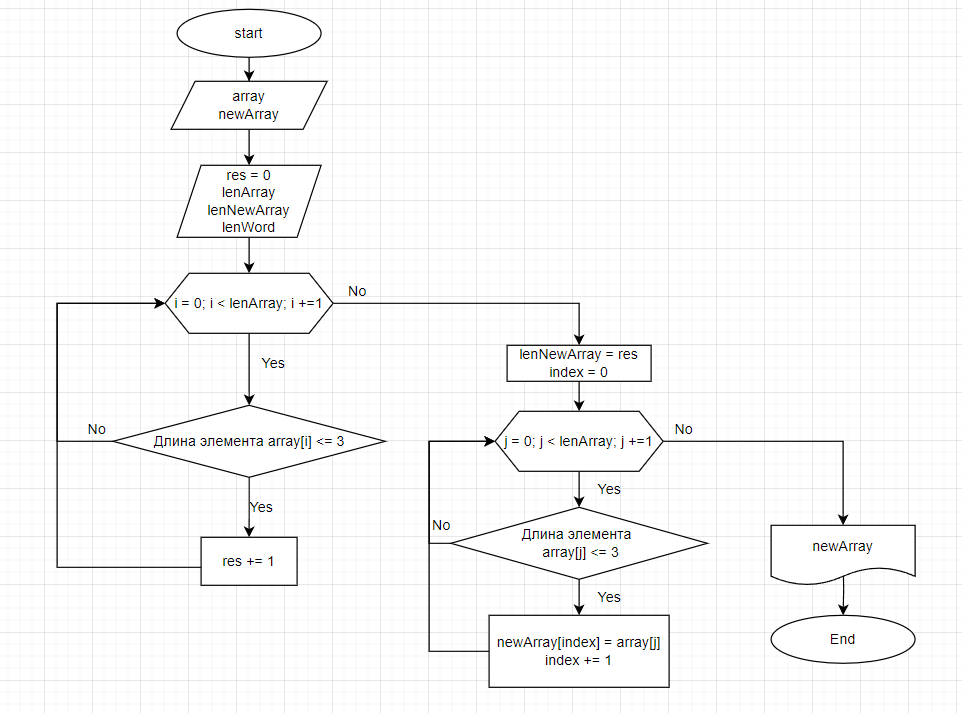 start
array
newArray
res = 0
lenArray
lenNewArray
lenWord
i = 0; i < lenArray; i +=1
No
Yes
Длина элемента array[i] <= 3
No
Yes
res += 1
lenNewArray = res
index = 0
j = 0; j < lenArray; j +=1
No
Yes
Длина элемента
array[j] <= 3
No
Yes
newArray[index] = array[j]
index += 1
newArray
End